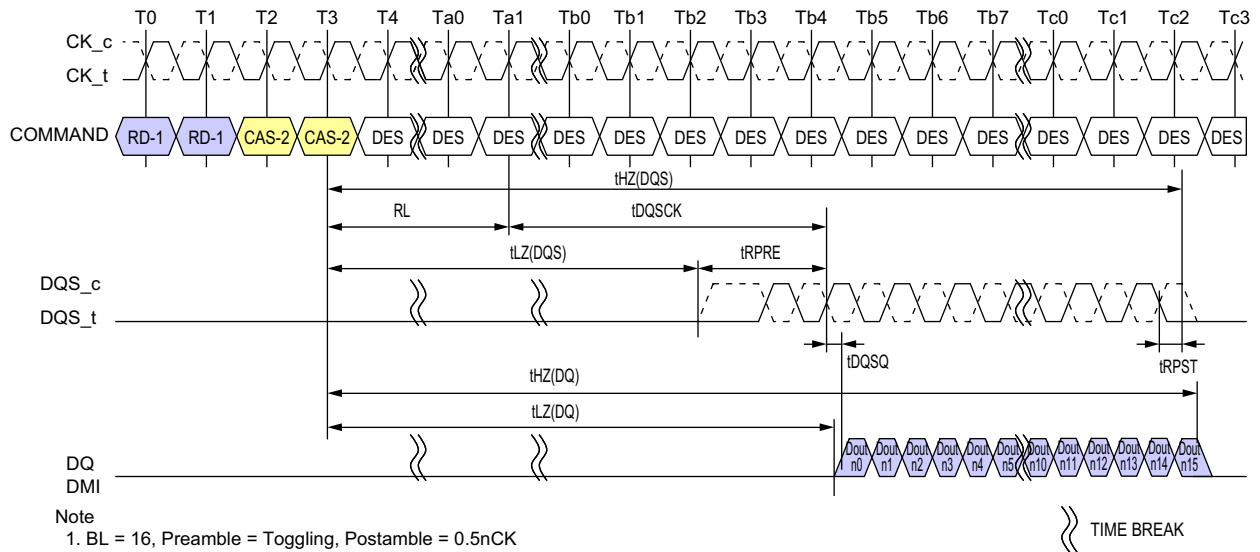 T0 T1 T2 T3 T4 Ta0 Ta1 Tb0 Tb1 Tb2 Tb3 Tb4 Tb5 Tb6 Tb7 Tc0 Tc1 Tc2 Tc3
CK_c
CK_t
COMMAND RD-1 RD-1 CAS-2 CAS-2 DES DES DES DES DES DES DES DES DES DES DES DES DES DES DES
tHZ(DQS)
RL tDQSCK
tLZ(DQS) tRPRE
DQS_c
DQS_t
tDQSQ tRPST
tHZ(DQ)
tLZ(DQ)
Dout Dout Dout Dout Dout Dout Dout Dout Dout Dout Dout Dout
n0 n1 n2 n3 n4 n5 n10 n11 n12 n13 n14 n15
DQ
DMI
Note
1. BL = 16, Preamble = Toggling, Postamble = 0.5nCK
TIME BREAK